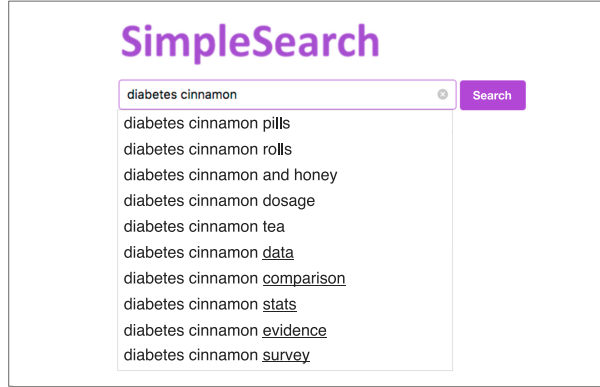 SimpleSearch
diabetes cinnamon Search
diabetes cinnamon pills
diabetes cinnamon rolls
diabetes cinnamon and honey
diabetes cinnamon dosage
diabetes cinnamon tea
diabetes cinnamon data
diabetes cinnamon comparison
diabetes cinnamon stats
diabetes cinnamon evidence
diabetes cinnamon survey